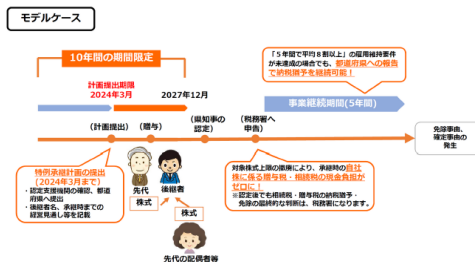 モデルケース
10年間の期間限定
計画提出期限
2024年3月
2027年12月
「5年間で平均8割以上」の雇用維持要件
が未達成の場合でも、都道府県への報告
で納税猶予を継続可能！
事業継続期間(5年間)
(計画提出)
(贈与)
(県知事の
認定)
(税務署へ
申告)
免除事由、
確定事由の
発生
特例承継計画の提出
(2024年3月まで)
・認定支援機関の確認、都道
府県へ提出
・後継者名、承継時までの
経営見通し等を記載
先代
後継者
株式
株式
先代の配偶者等
対象株式上限の撤廃により、承継時の自社
株に係る贈与税・相続税の現金負担が
ゼロに！
※認定後でも相続税・贈与税の納税猶予・
免除の最終的な判断は、税務署になります。